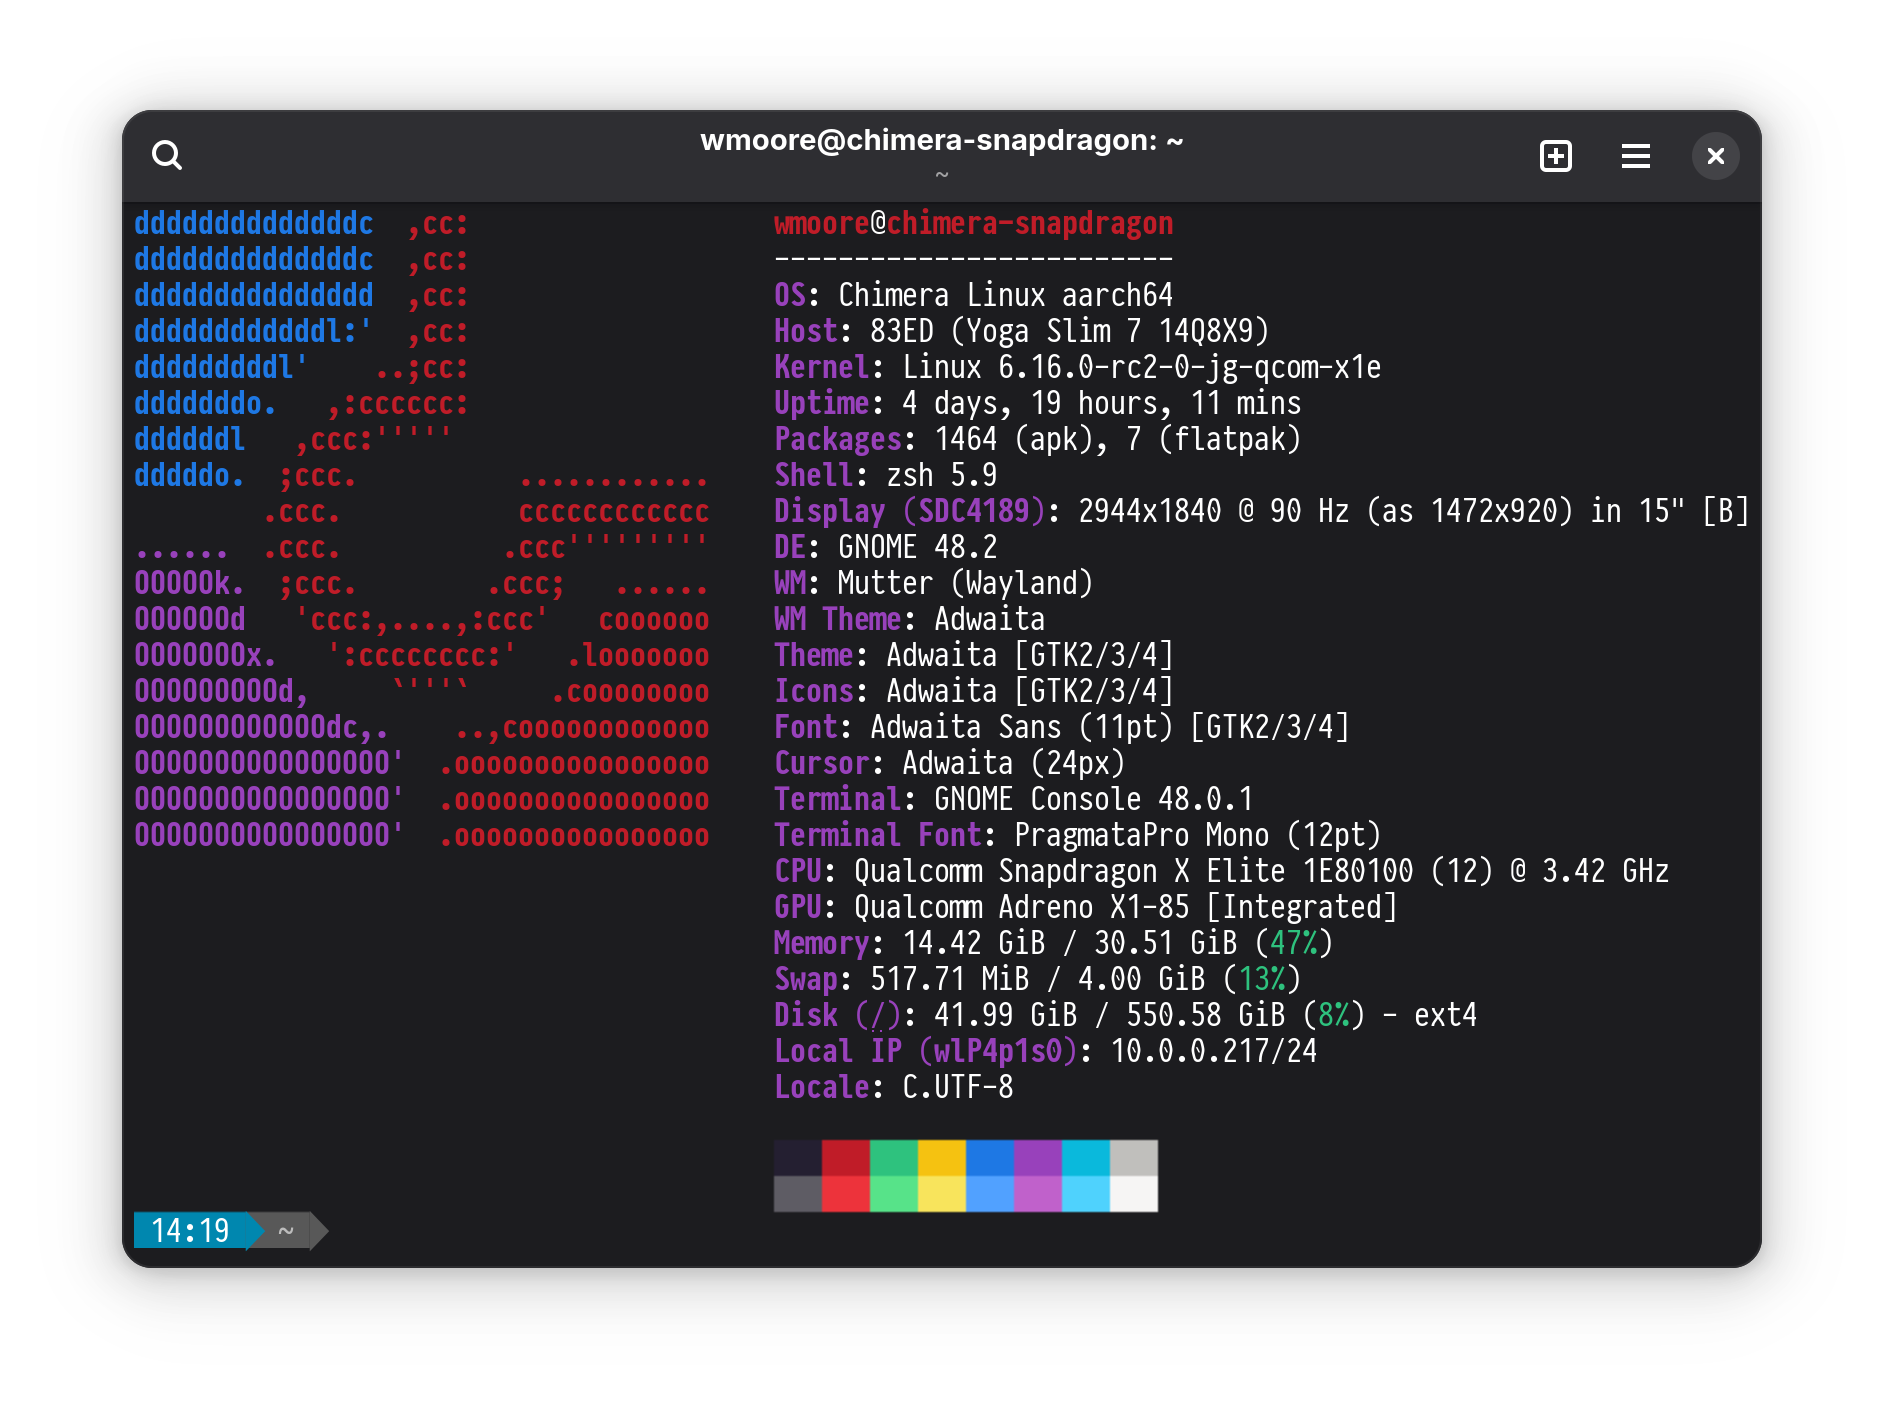 wmoore@chimera-snapdragon: ~
~
dddddddddddddddc  ,cc:        wmoore@chimera-snapdragon
dddddddddddddddc  ,cc:        -------------------------
ddddddddddddddd  ,cc:        OS: Chimera Linux aarch64
ddddddddddddl:'  ,cc:        Host: 83ED (Yoga Slim 7 14Q8X9)
dddddddddl'    ..;cc:        Kernel: Linux 6.16.0-rc2-0-jg-qcom-x1e
dddddddo.   ,:cccccc:        Uptime: 4 days, 19 hours, 11 mins
ddddddl   ,ccc:'''''        Packages: 1464 (apk), 7 (flatpak)
dddddo.  ;ccc.          ............    Shell: zsh 5.9
        .ccc.           cccccccccccc    Display (SDC4189): 2944x1840 @ 90 Hz (as 1472x920) in 15" [B]
......  .ccc.          .ccc'''''''''    DE: GNOME 48.2
OOOOOk.  ;ccc.        .ccc;   ......    WM: Mutter (Wayland)
OOOOOOd   'ccc:,....,:ccc'   coooooo    WM Theme: Adwaita
OOOOOOOx.   ':cccccccc:'   .looooooo    Theme: Adwaita [GTK2/3/4]
OOOOOOOOOd,     `''''`     .coooooooo    Icons: Adwaita [GTK2/3/4]
OOOOOOOOOOOOdc,.    ..,coooooooooooo    Font: Adwaita Sans (11pt) [GTK2/3/4]
OOOOOOOOOOOOOOOO'  .oooooooooooooooo    Cursor: Adwaita (24px)
OOOOOOOOOOOOOOOO'  .oooooooooooooooo    Terminal: GNOME Console 48.0.1
OOOOOOOOOOOOOOOO'  .oooooooooooooooo    Terminal Font: PragmataPro Mono (12pt)
CPU: Qualcomm Snapdragon X Elite 1E80100 (12) @ 3.42 GHz
GPU: Qualcomm Adreno X1-85 [Integrated]
Memory: 14.42 GiB / 30.51 GiB (47%)
Swap: 517.71 MiB / 4.00 GiB (13%)
Disk (/): 41.99 GiB / 550.58 GiB (8%) - ext4
Local IP (wlP4p1s0): 10.0.0.217/24
Locale: C.UTF-8
14:19 ~